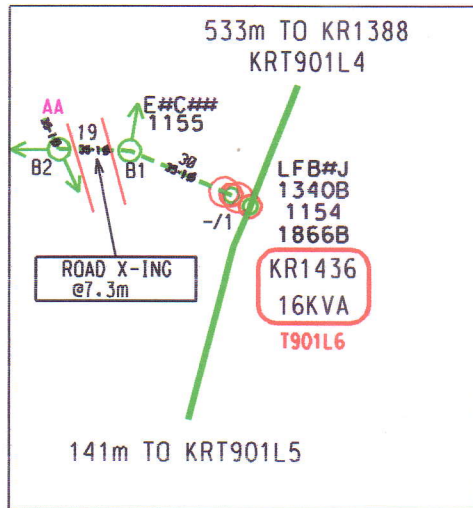 533m TO KR1388
KRT901L4
AA
E#C##
1155
19
B2
B1
30
-/1
LFB#J
1340B
1154
1866B
KR1436
16KVA
T901L6
ROAD X-ING
@7.3m
141m TO KRT901L5